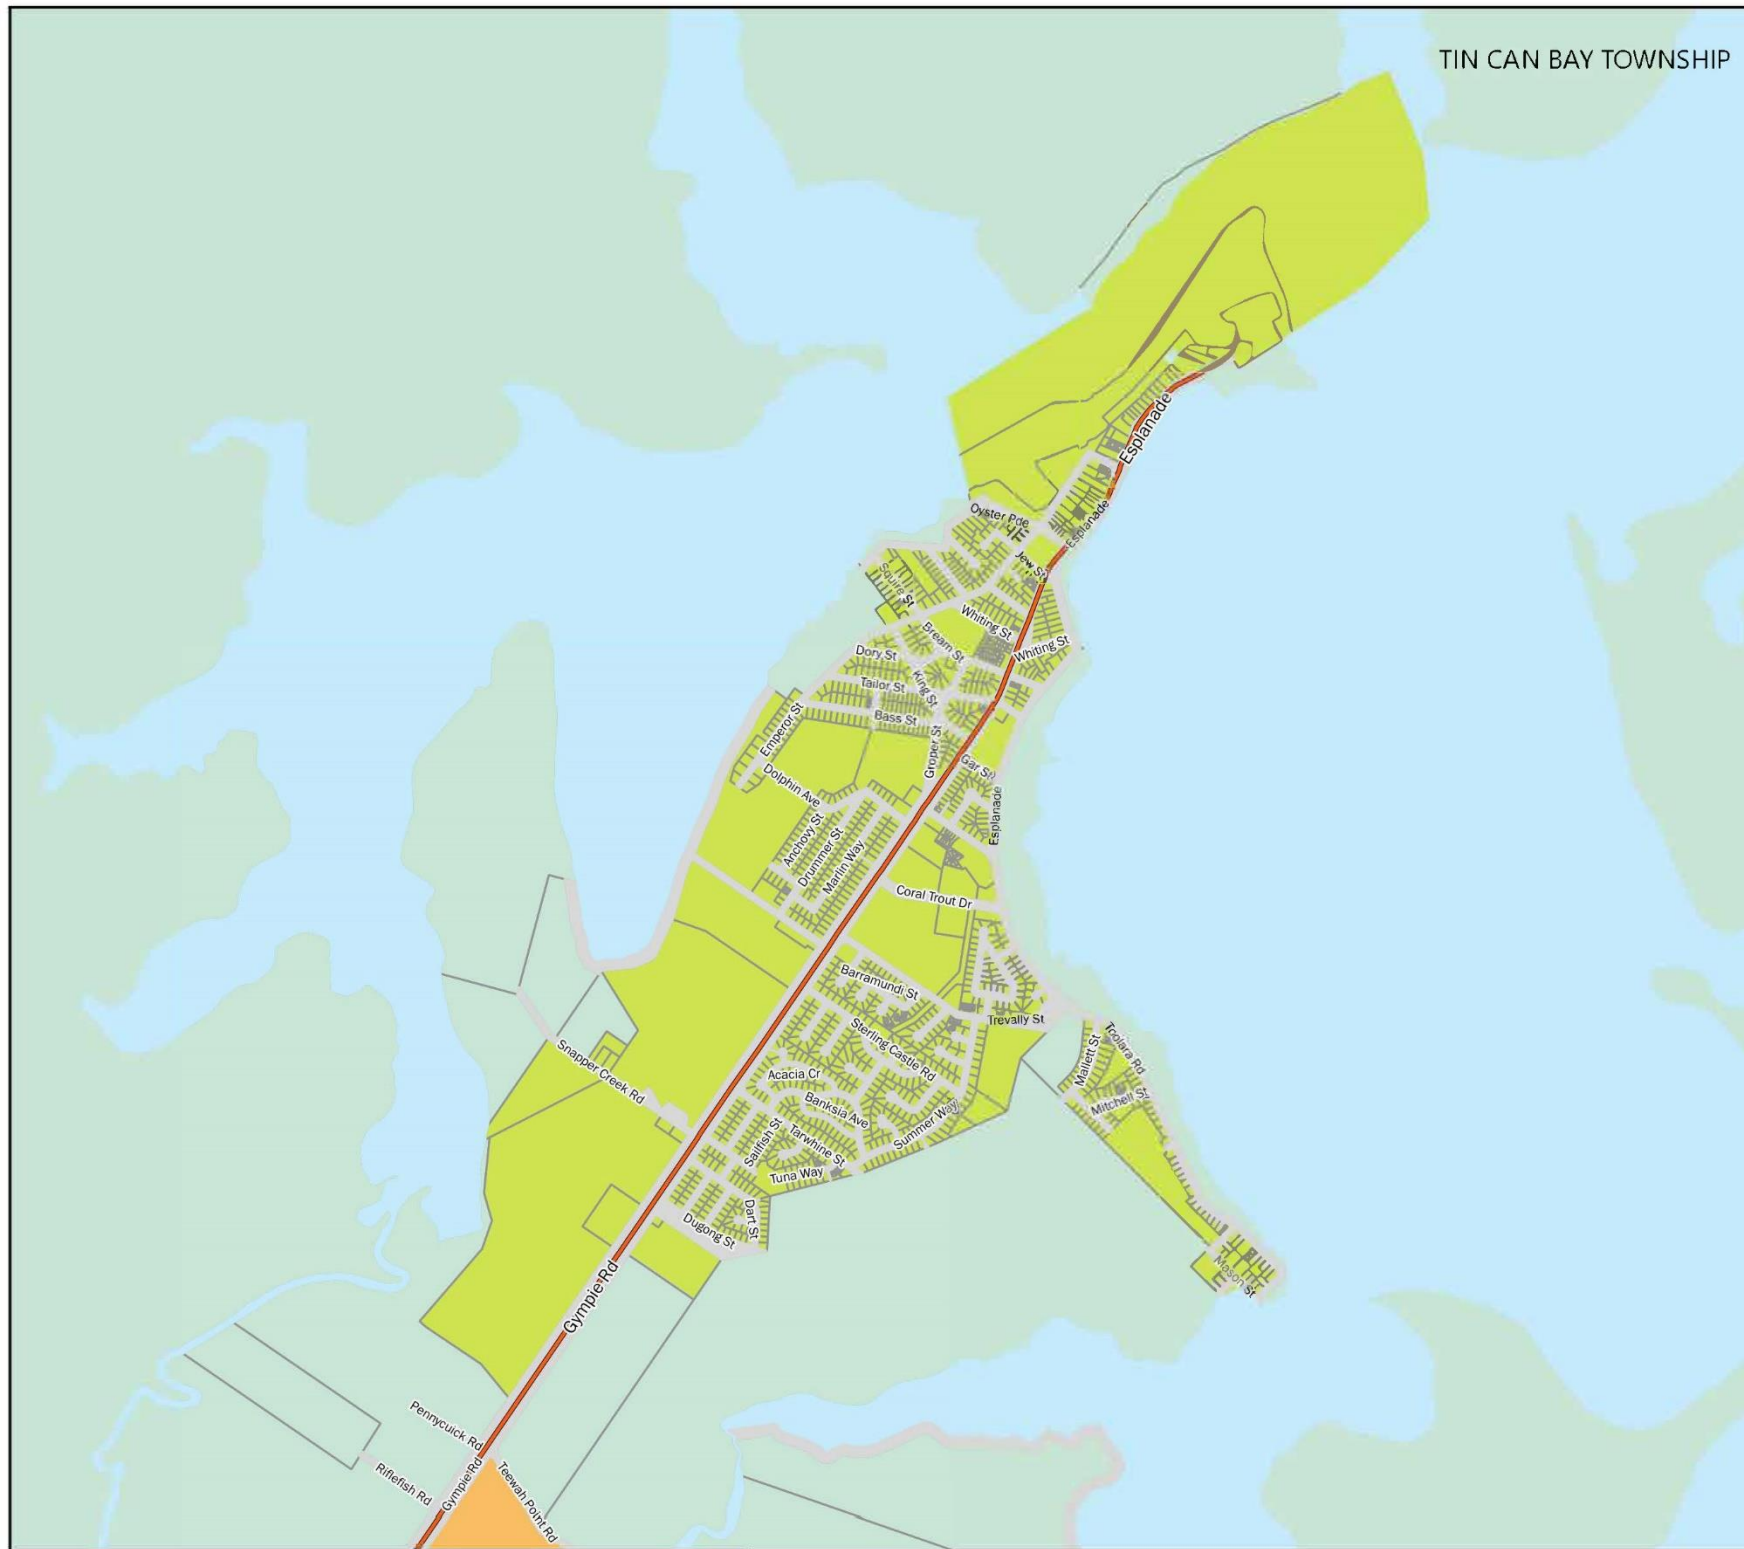 TIN CAN BAY TOWNSHIP
Esplanade
Oyster Pde
Esplanade
Jew St
Squire St
Whiting St
Bream St
Whiting St
Dory St
King St
Tailor St
Bass St
Emperor St
Groper St
Gar St
Dolphin Ave
Esplanade
Anchovy St
Drummer St
Marlin Way
Coral Trout Dr
Barramundi St
Trevally St
Toolara Rd
Sterling Castle Rd
Mallett St
Snapper Creek Rd
Acacia Cr
Banksia Ave
Mitchell St
Summer Way
Sailfish St
Tarwhine St
Tuna Way
Dart St
Dugong St
Mason St
Gympie Rd
Pennycuick Rd
Riflefish Rd
Gympie Rd
Teewah Point Rd